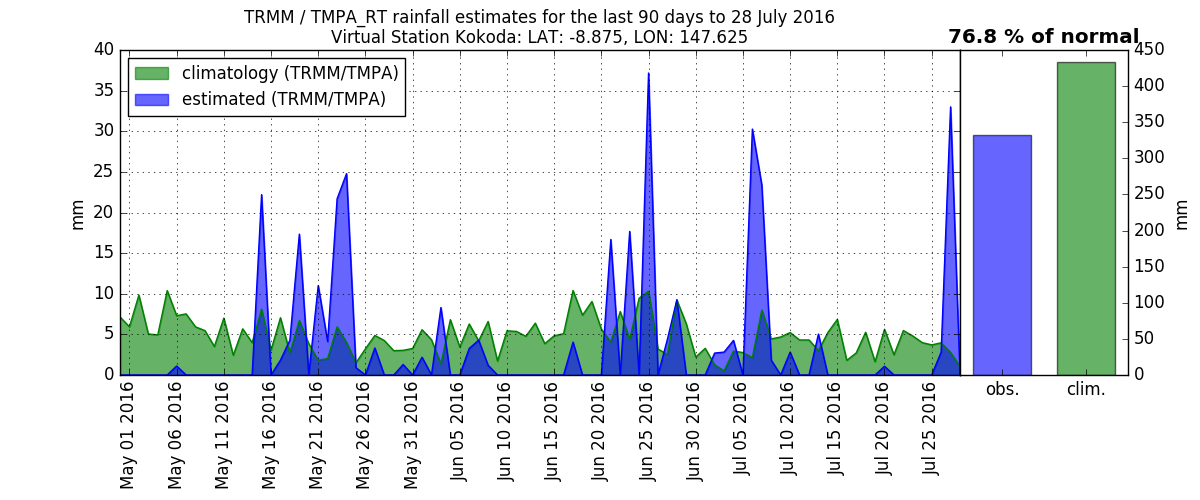 TRMM / TMPA_RT rainfall estimates for the last 90 days to 28 July 2016
Virtual Station Kokoda: LAT: -8.875, LON: 147.625
76.8 % of normal
climatology (TRMM/TMPA)
estimated (TRMM/TMPA)
mm
40
35
30
25
20
15
10
5
0
May 01 2016
May 06 2016
May 11 2016
May 16 2016
May 21 2016
May 26 2016
May 31 2016
Jun 05 2016
Jun 10 2016
Jun 15 2016
Jun 20 2016
Jun 25 2016
Jun 30 2016
Jul 05 2016
Jul 10 2016
Jul 15 2016
Jul 20 2016
Jul 25 2016
obs.
clim.
450
400
350
300
250
200
150
100
50
0
mm